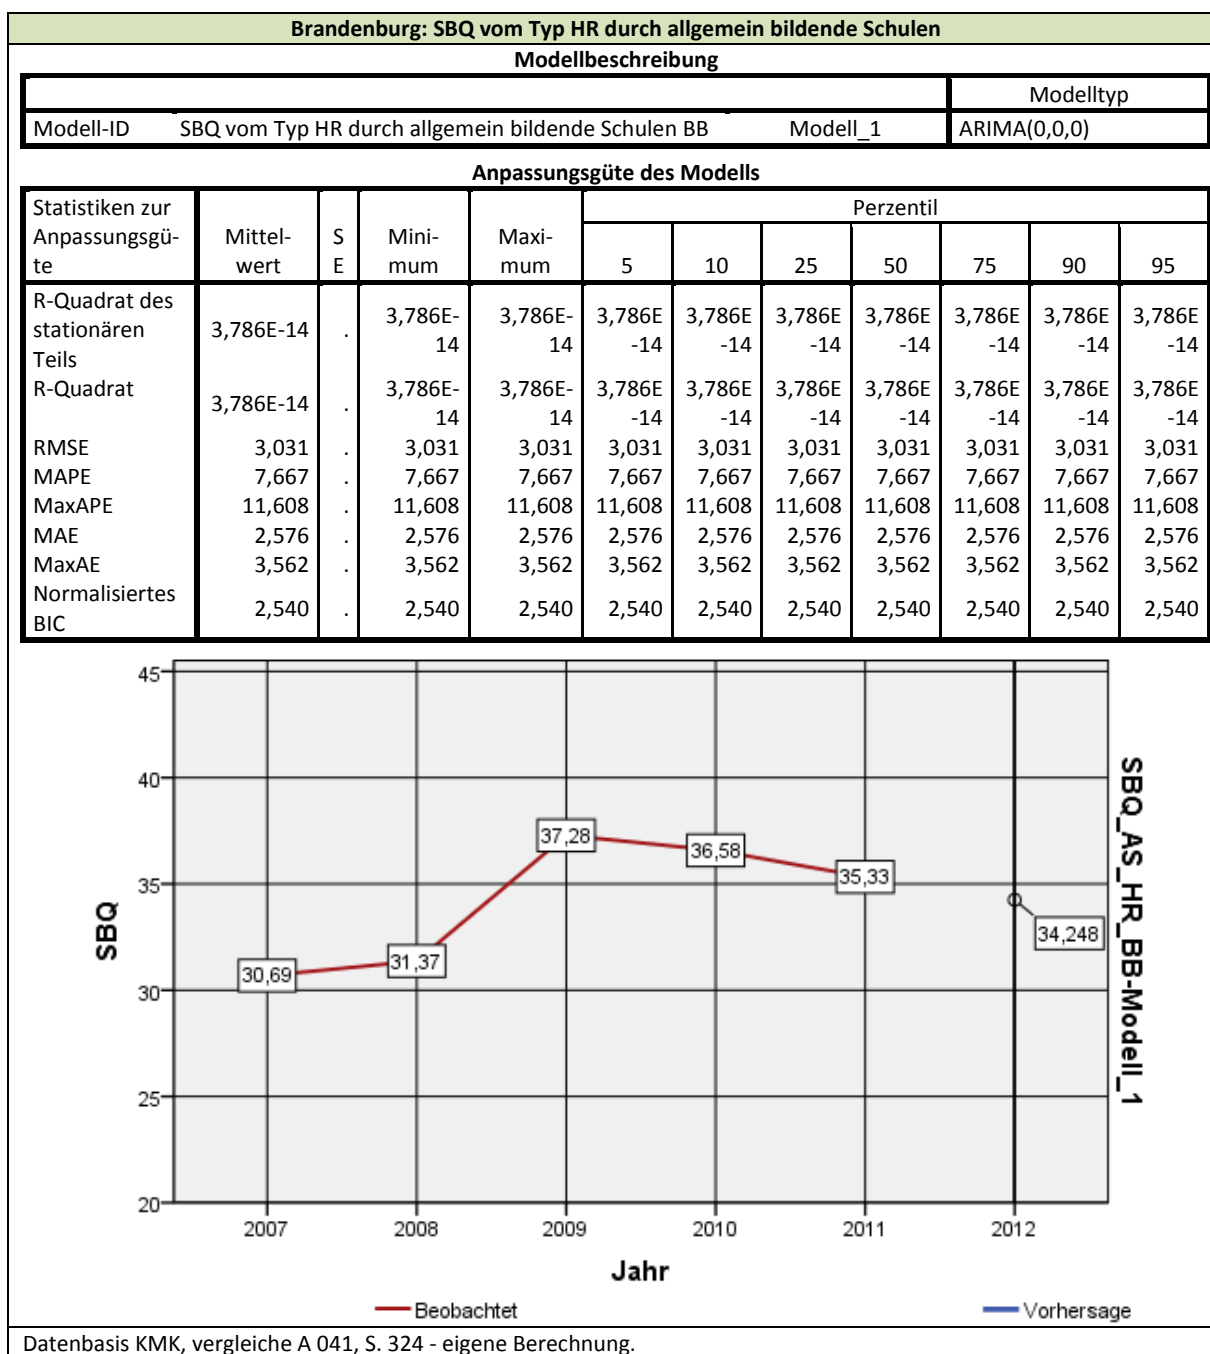 Brandenburg: SBQ vom Typ HR durch allgemein bildende Schulen
Modellbeschreibung
Modelltyp
Modell-ID SBQ vom Typ HR durch allgemein bildende Schulen BB Modell_1 ARIMA(0,0,0)
Anpassungsgüte des Modells
Statistiken zur Perzentil
Anpassungsgü- Mittel- S Mini- Maxi-
te wert E mum mum 5 10 25 50 75 90 95
R-Quadrat des 3,786E- 3,786E- 3,786E 3,786E 3,786E 3,786E 3,786E 3,786E 3,786E
stationären 3,786E-14 .
Teils 14 14 -14 -14 -14 -14 -14 -14 -14
R-Quadrat 3,786E-14 . 3,786E- 3,786E- 3,786E 3,786E 3,786E 3,786E 3,786E 3,786E 3,786E
14 14 -14 -14 -14 -14 -14 -14 -14
RMSE 3,031 . 3,031 3,031 3,031 3,031 3,031 3,031 3,031 3,031 3,031
MAPE 7,667 . 7,667 7,667 7,667 7,667 7,667 7,667 7,667 7,667 7,667
MaxAPE 11,608 . 11,608 11,608 11,608 11,608 11,608 11,608 11,608 11,608 11,608
MAE 2,576 . 2,576 2,576 2,576 2,576 2,576 2,576 2,576 2,576 2,576
MaxAE 3,562 . 3,562 3,562 3,562 3,562 3,562 3,562 3,562 3,562 3,562
Normalisiertes
BIC 2,540 . 2,540 2,540 2,540 2,540 2,540 2,540 2,540 2,540 2,540
45
40
35
30
25
20
SBQ
30,69
31,37
37,28
36,58
35,33
34,248
SBQ_AS_HR_BB-Modell_1
2007 2008 2009 2010 2011 2012
Jahr
Beobachtet Vorhersage
Datenbasis KMK, vergleiche A 041, S. 324 - eigene Berechnung.